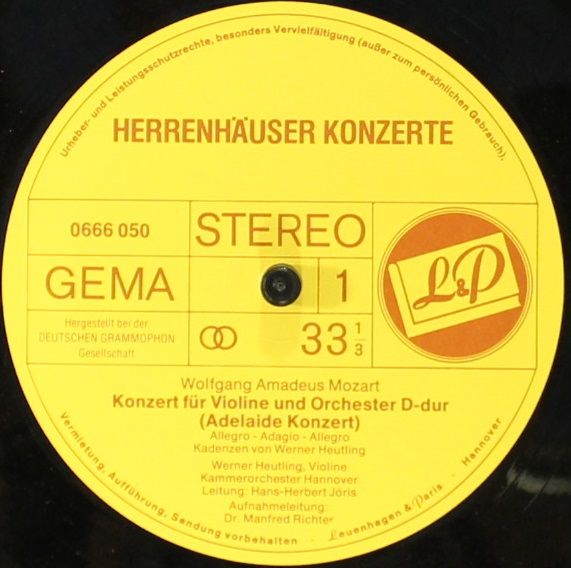 Urheber- und Leistungsschutzrechte, besonders Vervielfältigung (außer zum persönlichen Gebrauch),
HERRENHÄUSER KONZERTE
0666 050
STEREO
GEMA
1
L&P
Hergestellt bei der
DEUTSCHEN GRAMMOPHON
Gesellschaft
33 1/3
Wolfgang Amadeus Mozart
Konzert für Violine und Orchester D-dur
(Adelaide Konzert)
Allegro - Adagio - Allegro
Kadenzen von Werner Heutling
Werner Heutling, Violine
Kammerorchester Hannover
Leitung: Hans-Herbert Jöris
Aufnahmeleitung:
Dr. Manfred Richter
Vermietung, Aufführung, Sendung vorbehalten · Leuenhagen & Paris · Hannover